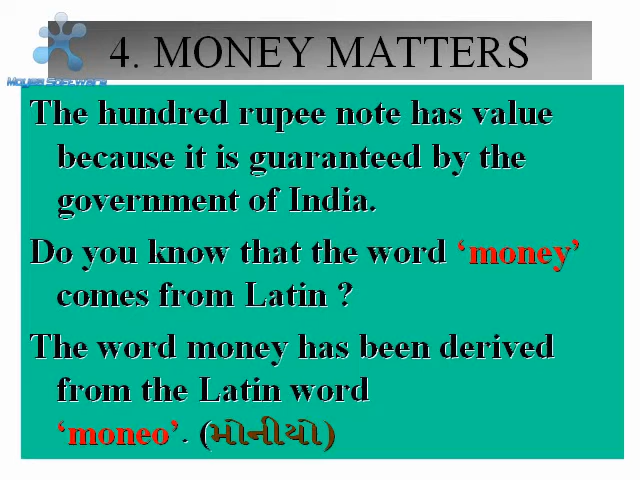 4. MONEY MATTERS
Moyea Software
The hundred rupee note has value
because it is guaranteed by the
government of India.
Do you know that the word ‘money’
comes from Latin ?
The word money has been derived
from the Latin word
‘moneo’. (મોનીયો)